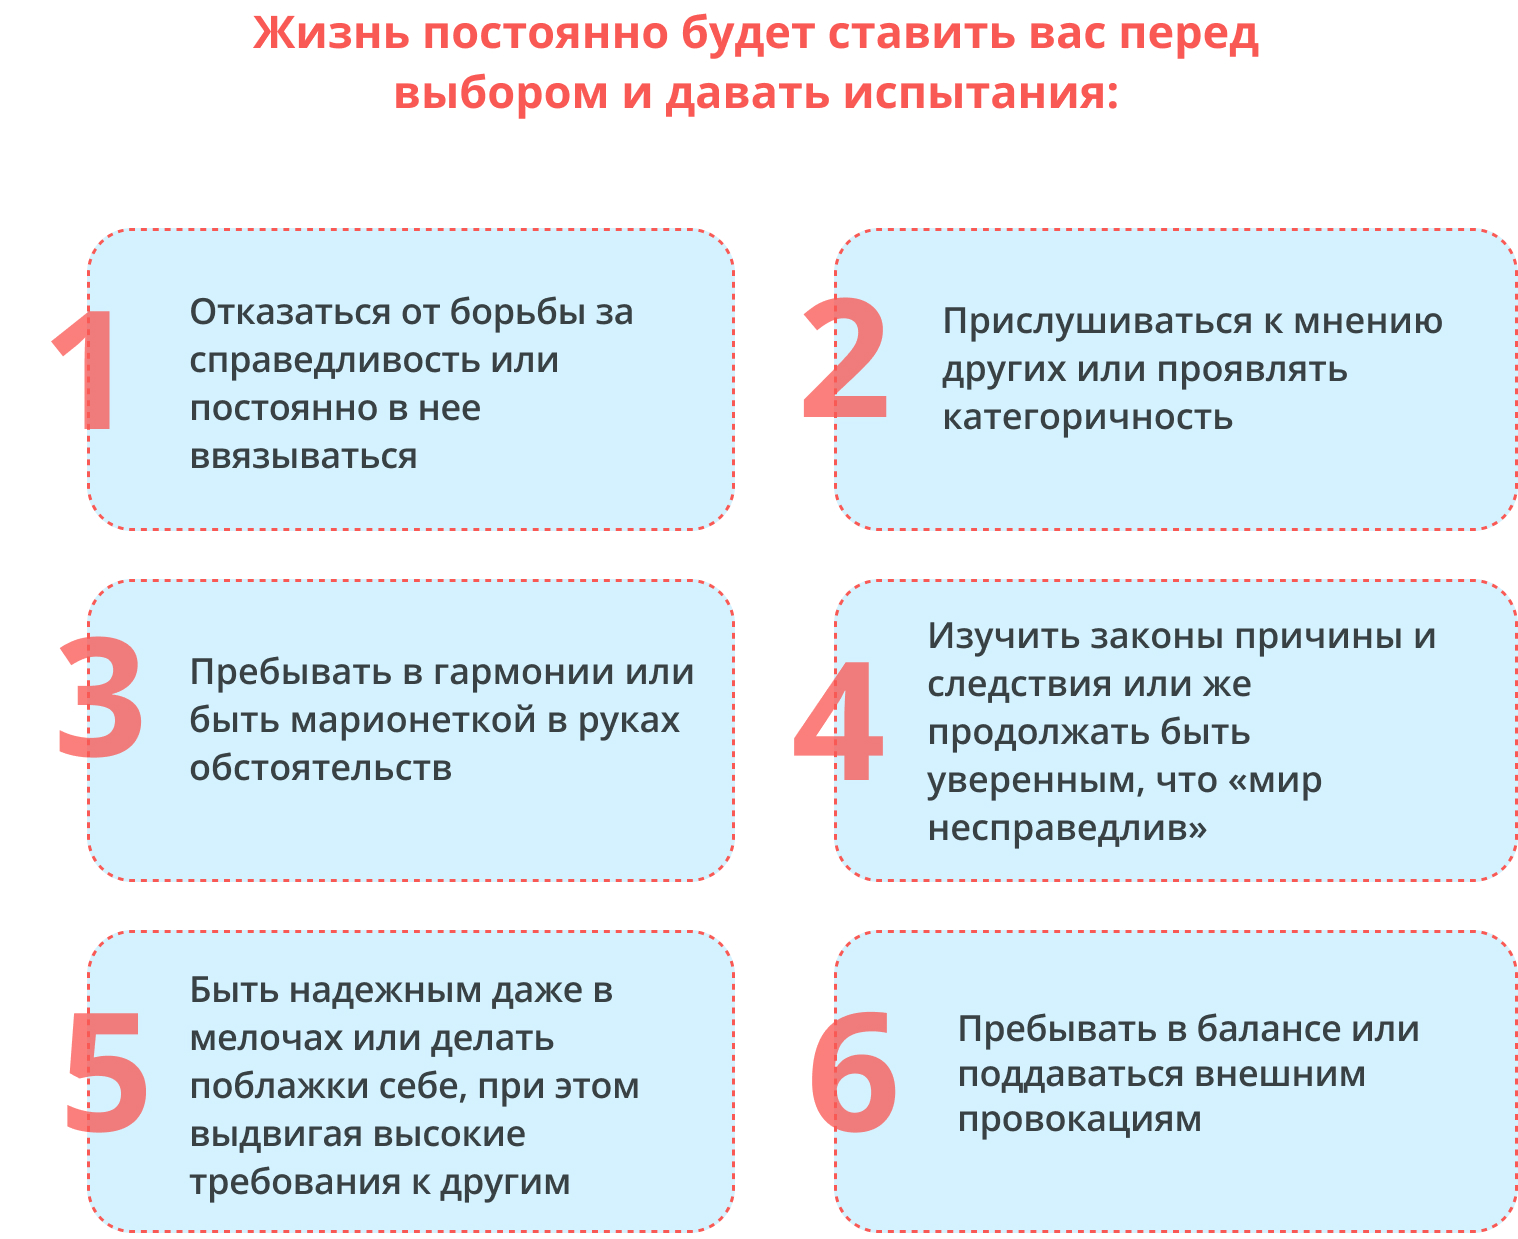 Жизнь постоянно будет ставить вас перед
выбором и давать испытания:
1
Отказаться от борьбы за
справедливость или
постоянно в нее
ввязываться
2
Прислушиваться к мнению
других или проявлять
категоричность
3
Пребывать в гармонии или
быть марионеткой в руках
обстоятельств
4
Изучить законы причины и
следствия или же
продолжать быть
уверенным, что «мир
несправедлив»
5
Быть надежным даже в
мелочах или делать
поблажки себе, при этом
выдвигая высокие
требования к другим
6
Пребывать в балансе или
поддаваться внешним
провокациям